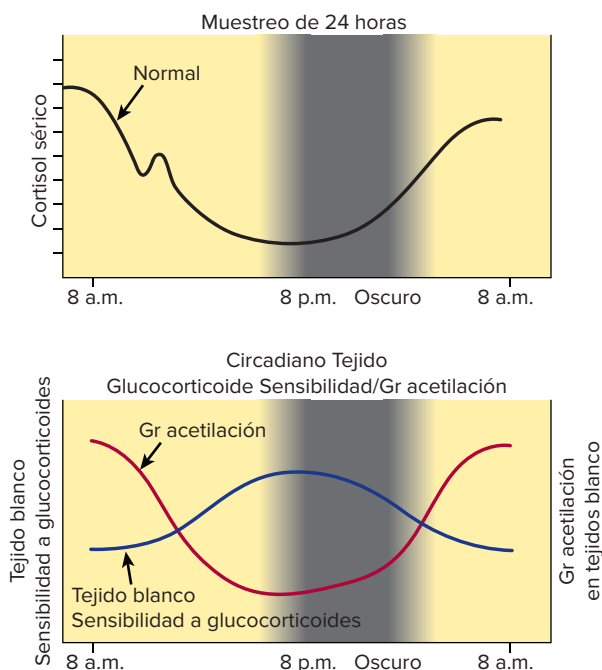 Muestreo de 24 horas
Cortisol sérico
Normal
8 a.m.
8 p.m.
Oscuro
8 a.m.
Circadiano Tejido
Glucocorticoide Sensibilidad/Gr acetilación
Tejido blanco
Sensibilidad a glucocorticoides
Gr acetilación
Tejido blanco
Sensibilidad a glucocorticoides
Gr acetilación
en tejidos blanco
8 a.m.
8 p.m.
Oscuro
8 a.m.